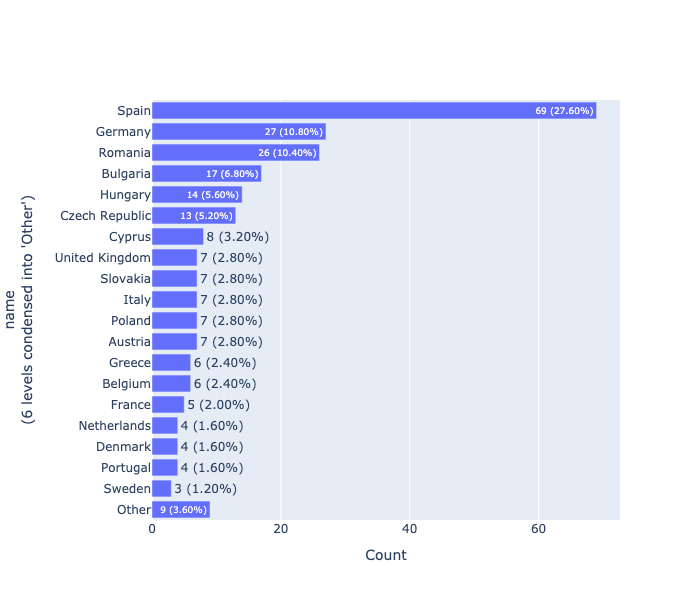 name
(6 levels condensed into 'Other')
Spain 69 (27.60%)
Germany 27 (10.80%)
Romania 26 (10.40%)
Bulgaria 17 (6.80%)
Hungary 14 (5.60%)
Czech Republic 13 (5.20%)
Cyprus 8 (3.20%)
United Kingdom 7 (2.80%)
Slovakia 7 (2.80%)
Italy 7 (2.80%)
Poland 7 (2.80%)
Austria 7 (2.80%)
Greece 6 (2.40%)
Belgium 6 (2.40%)
France 5 (2.00%)
Netherlands 4 (1.60%)
Denmark 4 (1.60%)
Portugal 4 (1.60%)
Sweden 3 (1.20%)
Other 9 (3.60%)
0 20 40 60
Count